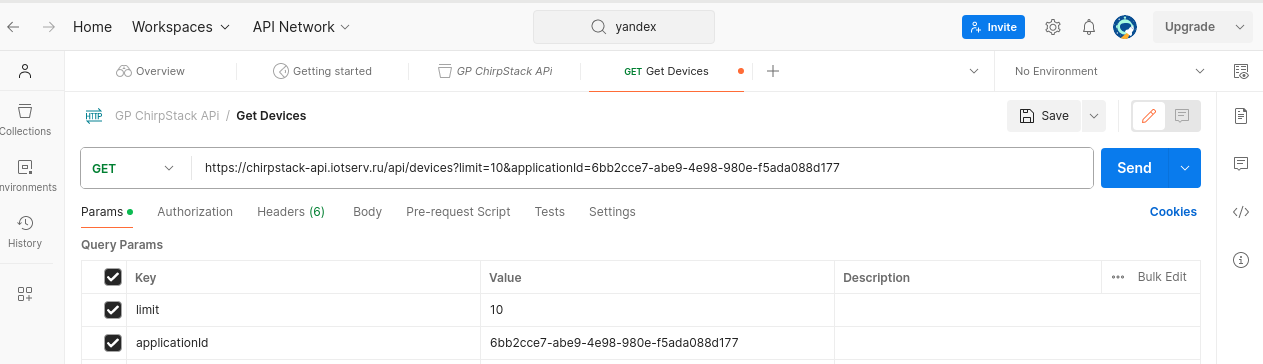 Home Workspaces API Network yandex Invite Upgrade
Overview Getting started GP ChirpStack APi GET Get Devices No Environment
HTTP GP ChirpStack APi / Get Devices Save
Collections
GET https://chirpstack-api.iotserv.ru/api/devices?limit=10&applicationId=6bb2cce7-abe9-4e98-980e-f5ada088d177 Send
nvironments
Params Authorization Headers (6) Body Pre-request Script Tests Settings Cookies
History
Query Params
Key Value Description Bulk Edit
limit 10
applicationId 6bb2cce7-abe9-4e98-980e-f5ada088d177